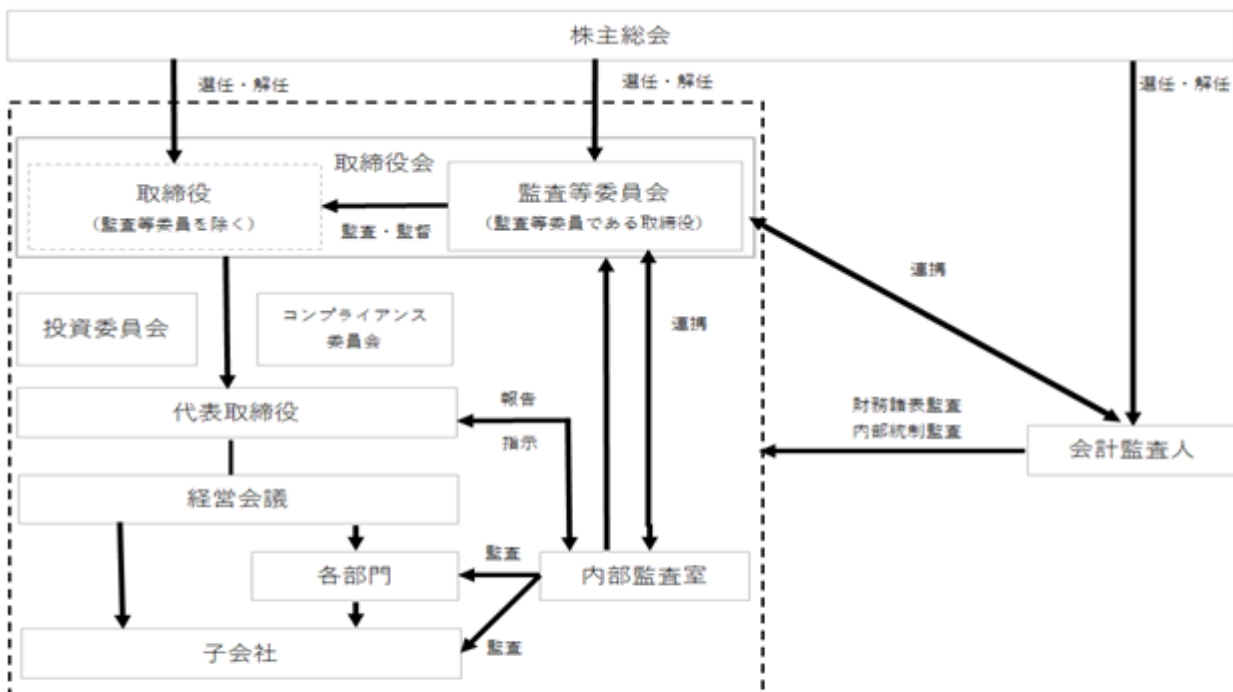 株主総会
選任・解任
選任・解任
選任・解任
取締役会
取締役
(監査等委員を除く)
監査等委員会
(監査等委員である取締役)
監査・監督
連携
投資委員会
コンプライアンス
委員会
連携
代表取締役
報告
指示
財務諸表監査
内部統制監査
会計監査人
経営会議
各部門
監査
内部監査室
子会社
監査